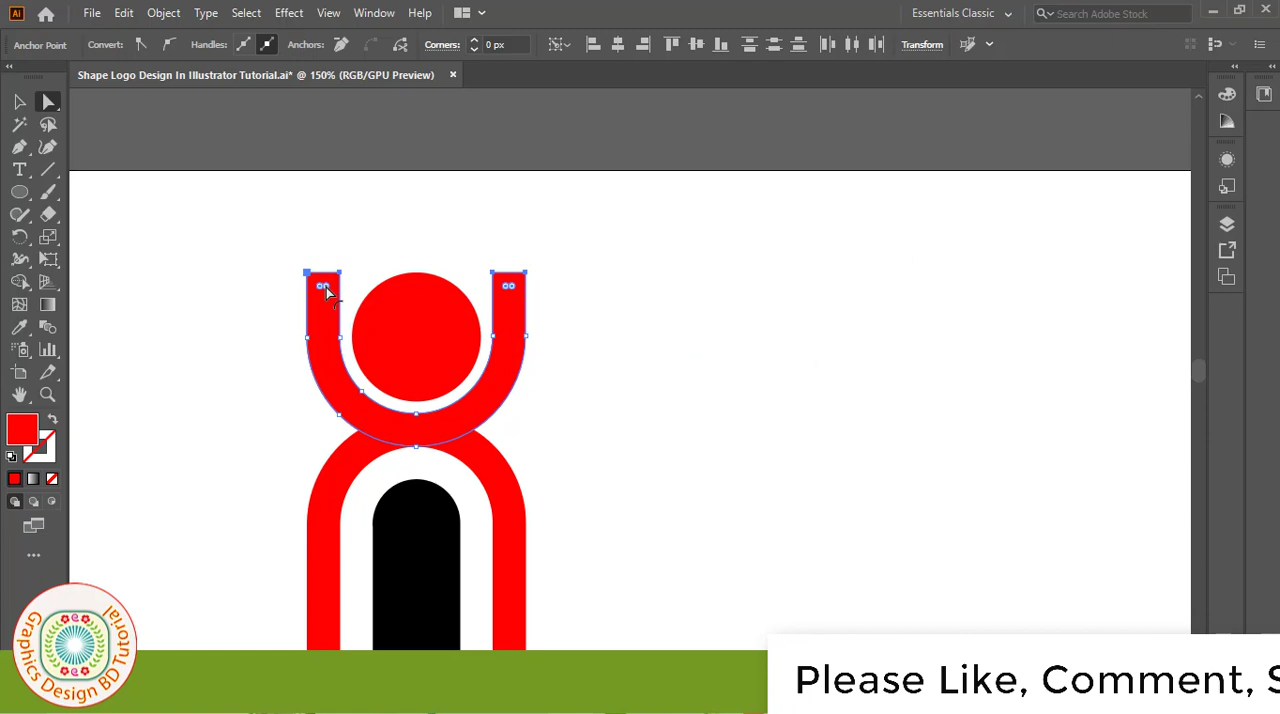 Ai File Edit Object Type Select Effect View Window Help Essentials Classic Search Adobe Stock
Anchor Point Convert: Handles: Anchors: Corners: 0 px Transform
Shape Logo Design In Illustrator Tutorial.ai* @ 150% (RGB/GPU Preview)
Graphics Design BD Tutorial
Please Like, Comment, S